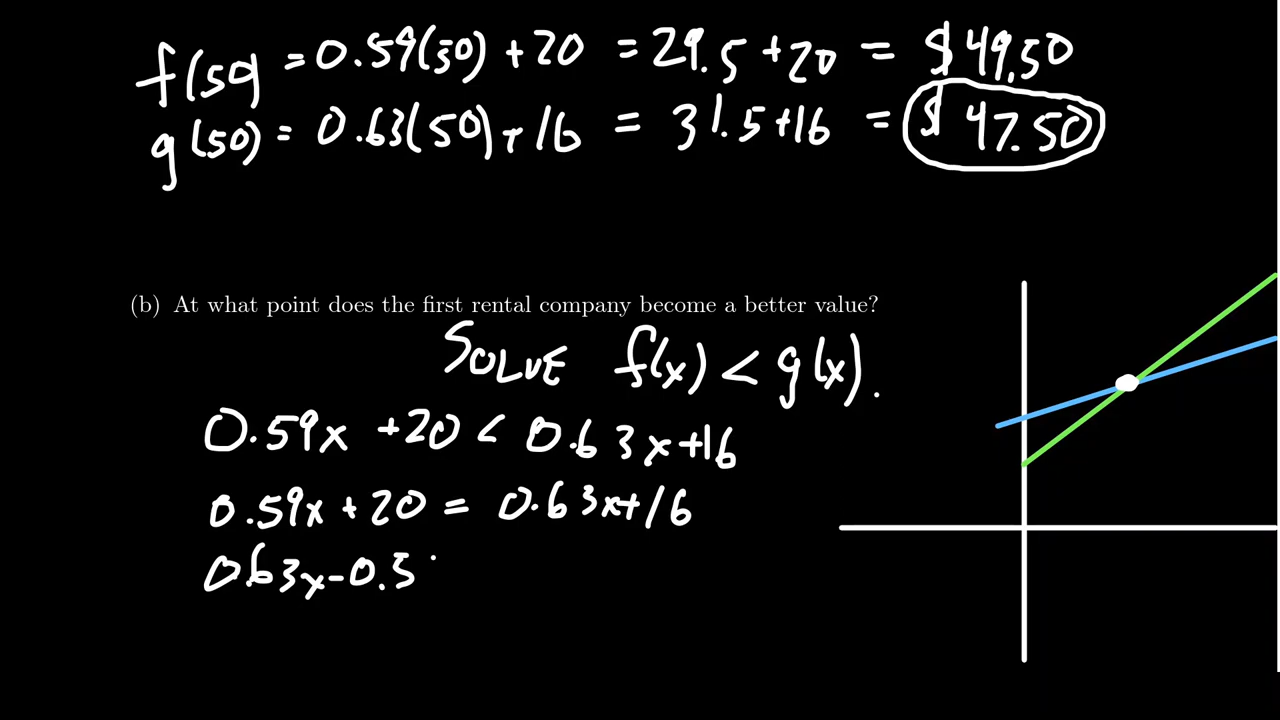 f(50) = 0.59(50) + 20 = 29.5 + 20 = $49.50
g(50) = 0.63(50) + 16 = 31.5 + 16 = $47.50
(b) At what point does the first rental company become a better value?
SOLVE f(x) < g(x).
0.59x + 20 < 0.63x + 16
0.59x + 20 = 0.63x + 16
0.63x - 0.5